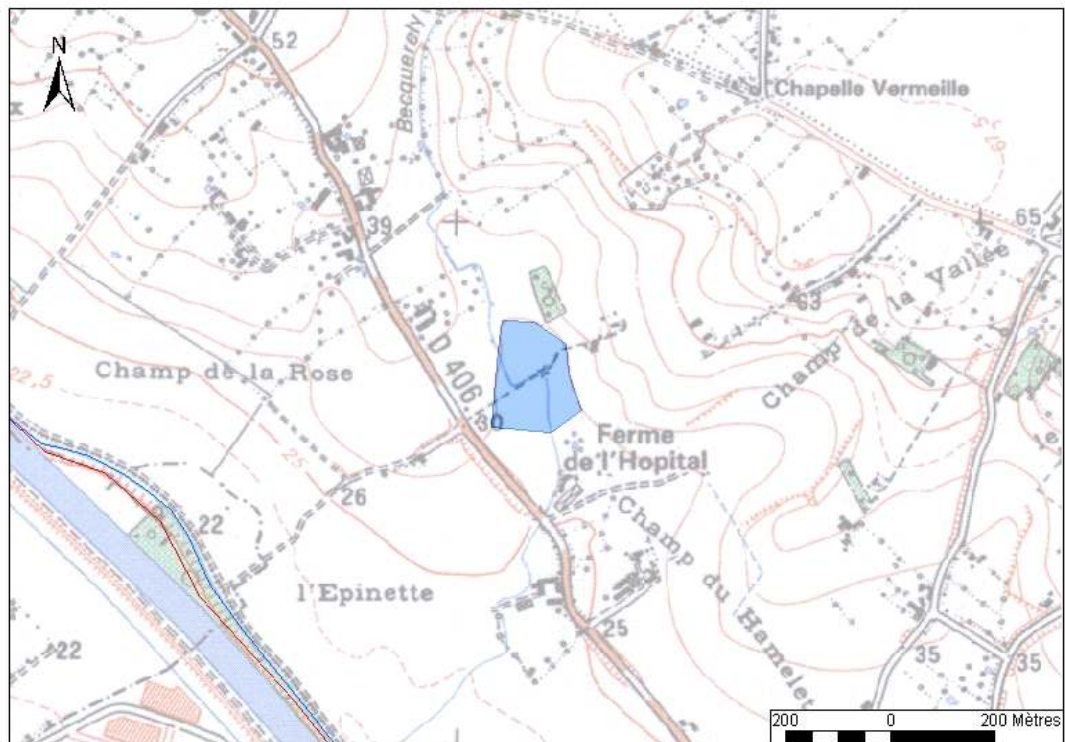 N
52
Becquerely
Chapelle Vermeille
39
65
63
Champ de la Vallée
n.D 406.
30
Champ de la Rose
22,5
25
Ferme
de l'Hopital
26
22
Champ du Hamelet
l'Epinette
25
22
35
35
200 0 200 Mètres